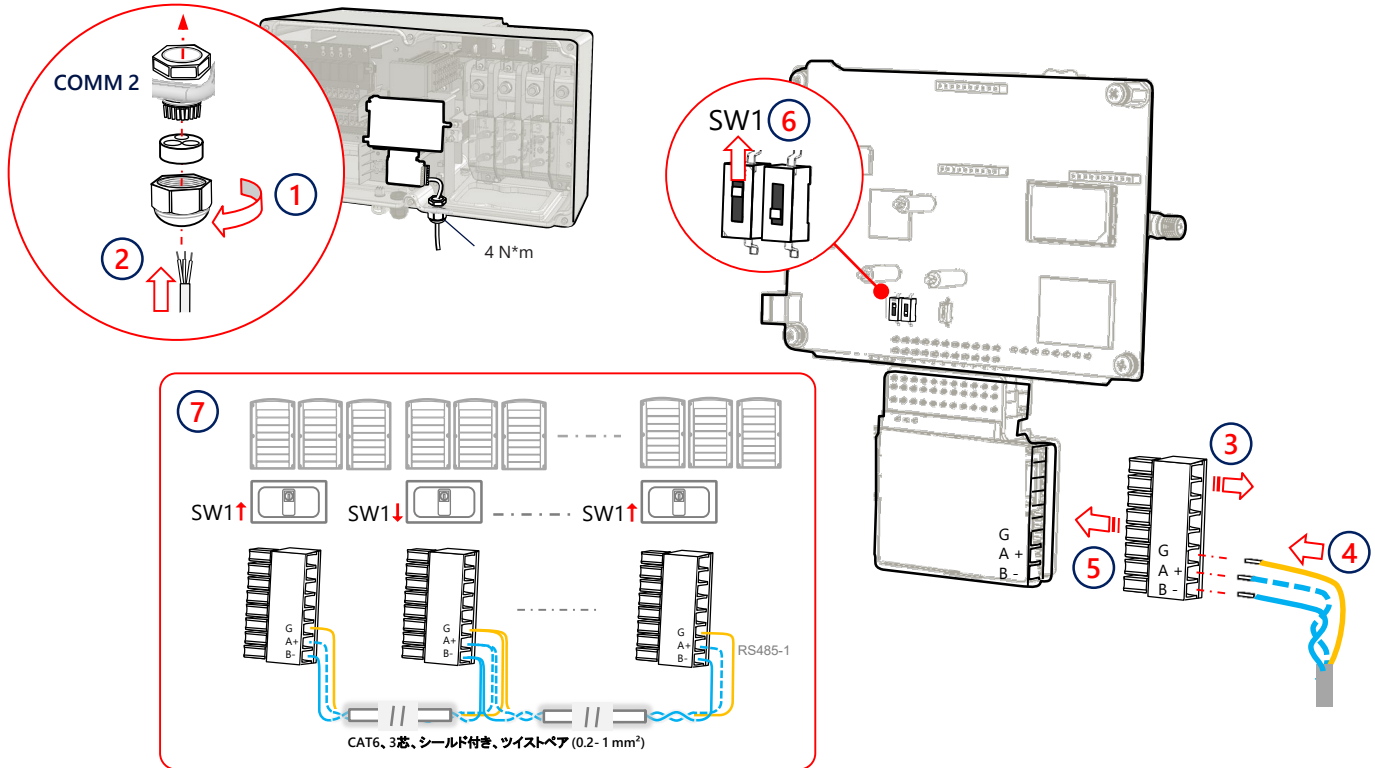 COMM 2
1
2
4 N*m
SW1 6
G
A +
B -
3
G
A +
B -
4
5
7
SW1↑
SW1↓
SW1↑
G
A+
B-
G
A+
B-
G
A+
B-
RS485-1
CAT6、3芯、シールド付き、ツイストペア (0.2- 1 mm²)